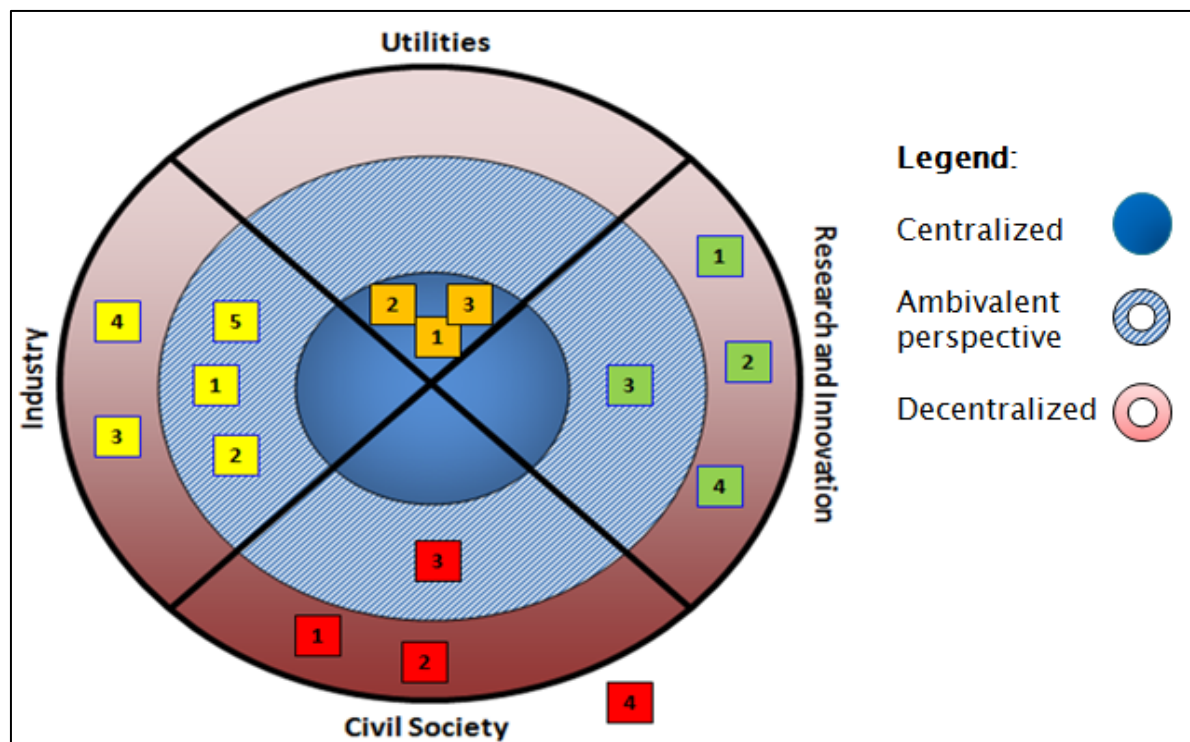 Utilities
Legend:
Centralized
Ambivalent
perspective
Decentralized
Industry
Research and Innovation
Civil Society
2
3
1
1
2
3
4
4
5
1
3
2
3
1
2
4